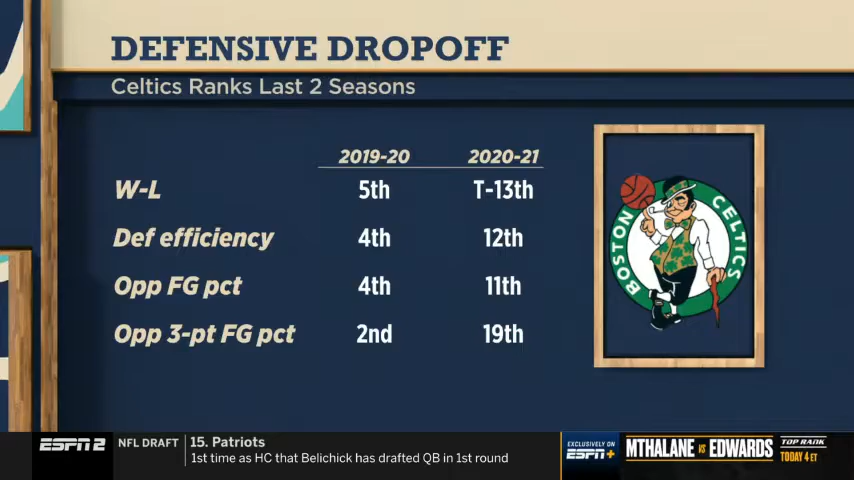 DEFENSIVE DROPOFF
Celtics Ranks Last 2 Seasons
2019-20 2020-21
W-L 5th T-13th
Def efficiency 4th 12th
Opp FG pct 4th 11th
Opp 3-pt FG pct 2nd 19th
BOSTON CELTICS
ESPN2 NFL DRAFT 15. Patriots
1st time as HC that Belichick has drafted QB in 1st round
EXCLUSIVELY ON
ESPN+
MTHALANE VS EDWARDS
TOP RANK
TODAY 4 ET